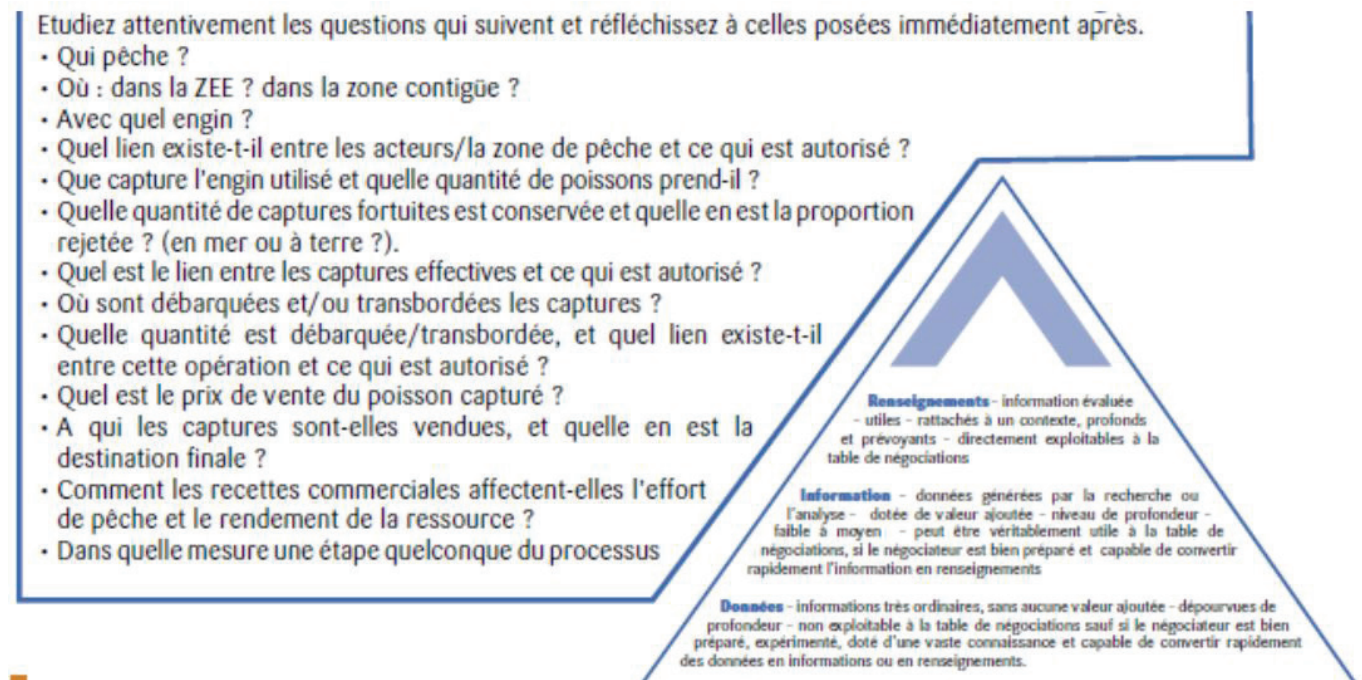 Etudiez attentivement les questions qui suivent et réfléchissez à celles posées immédiatement après.
• Qui pêche ?
• Où : dans la ZEE ? dans la zone contigüe ?
• Avec quel engin ?
• Quel lien existe-t-il entre les acteurs/la zone de pêche et ce qui est autorisé ?
• Que capture l'engin utilisé et quelle quantité de poissons prend-il ?
• Quelle quantité de captures fortuites est conservée et quelle en est la proportion
rejetée ? (en mer ou à terre ?).
• Quel est le lien entre les captures effectives et ce qui est autorisé ?
• Où sont débarquées et/ou transbordées les captures ?
• Quelle quantité est débarquée/transbordée, et quel lien existe-t-il
entre cette opération et ce qui est autorisé ?
• Quel est le prix de vente du poisson capturé ?
• A qui les captures sont-elles vendues, et quelle en est la
destination finale ?
• Comment les recettes commerciales affectent-elles l'effort
de pêche et le rendement de la ressource ?
• Dans quelle mesure une étape quelconque du processus
Renseignements - information évaluée
- utiles - rattachés à un contexte, profonds
et prévoyants - directement exploitables à la
table de négociations
Information - données générées par la recherche ou
l'analyse - dotée de valeur ajoutée - niveau de profondeur -
faible à moyen - peut être véritablement utile à la table de
négociations, si le négociateur est bien préparé et capable de convertir
rapidement l'information en renseignements
Données - informations très ordinaires, sans aucune valeur ajoutée - dépourvues de
profondeur - non exploitable à la table de négociations sauf si le négociateur est bien
préparé, expérimenté, doté d'une vaste connaissance et capable de convertir rapidement
des données en informations ou en renseignements.